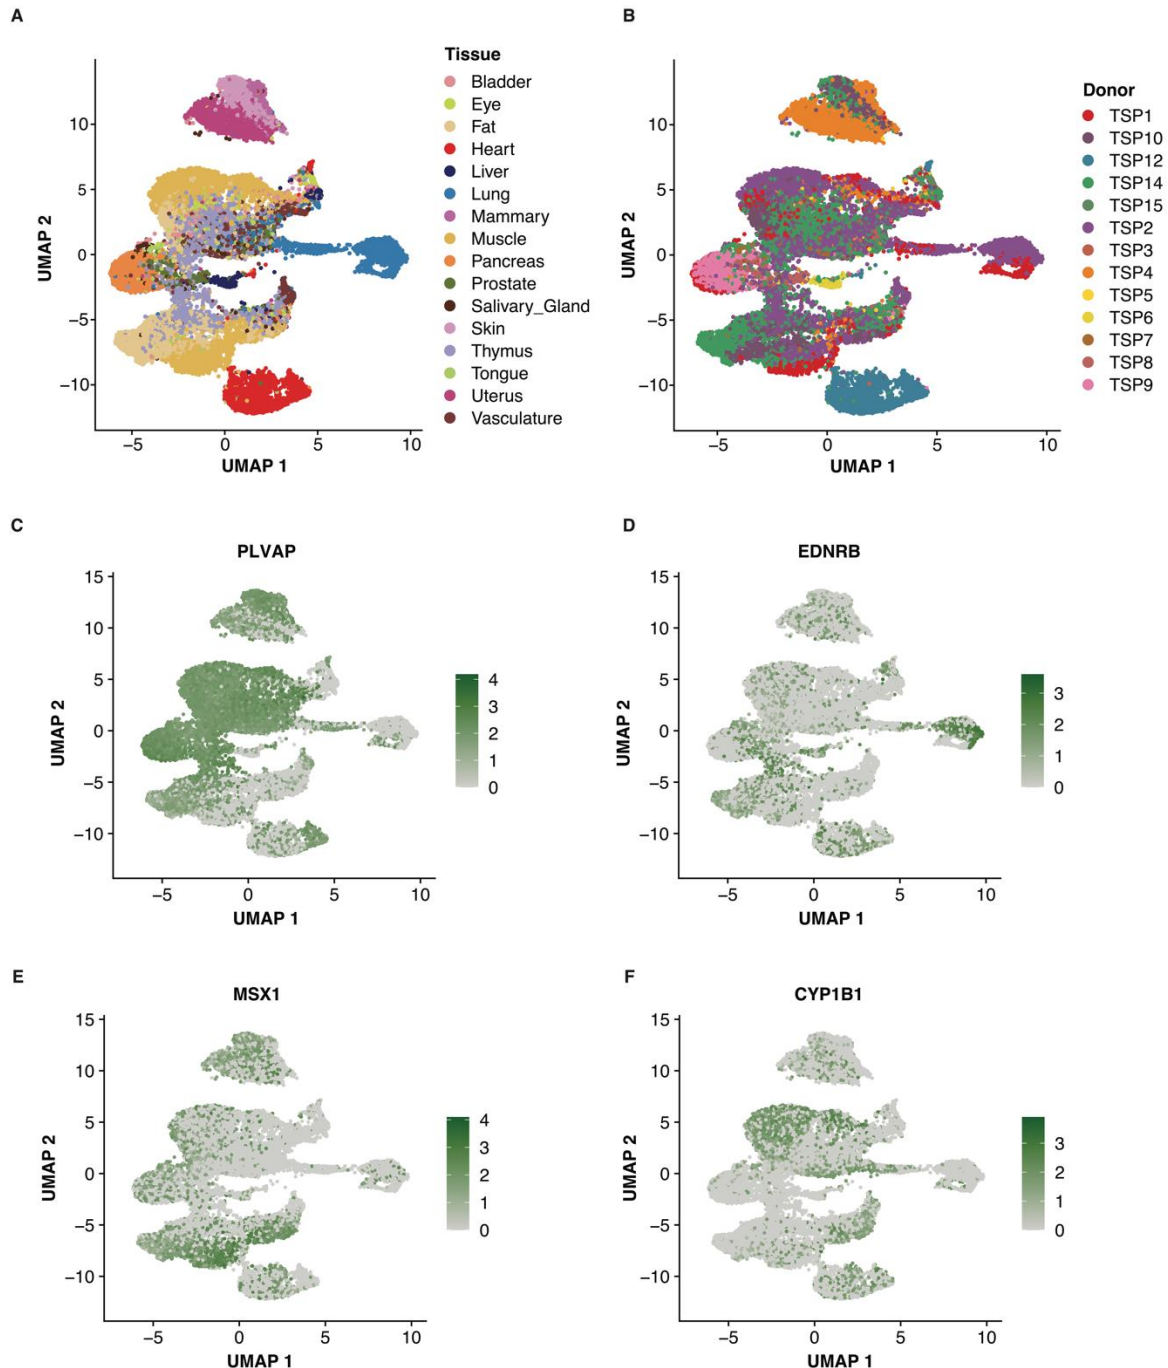 A
Tissue
Bladder
Eye
Fat
Heart
Liver
Lung
Mammary
Muscle
Pancreas
Prostate
Salivary_Gland
Skin
Thymus
Tongue
Uterus
Vasculature
10
5
0
−5
−10
UMAP 2
−5 0 5 10
UMAP 1
B
Donor
TSP1
TSP10
TSP12
TSP14
TSP15
TSP2
TSP3
TSP4
TSP5
TSP6
TSP7
TSP8
TSP9
10
5
0
−5
−10
UMAP 2
−5 0 5 10
UMAP 1
C
PLVAP
15
10
5
0
−5
−10
UMAP 2
4
3
2
1
0
−5 0 5 10
UMAP 1
D
EDNRB
15
10
5
0
−5
−10
UMAP 2
3
2
1
0
−5 0 5 10
UMAP 1
E
MSX1
15
10
5
0
−5
−10
UMAP 2
4
3
2
1
0
−5 0 5 10
UMAP 1
F
CYP1B1
15
10
5
0
−5
−10
UMAP 2
3
2
1
0
−5 0 5 10
UMAP 1